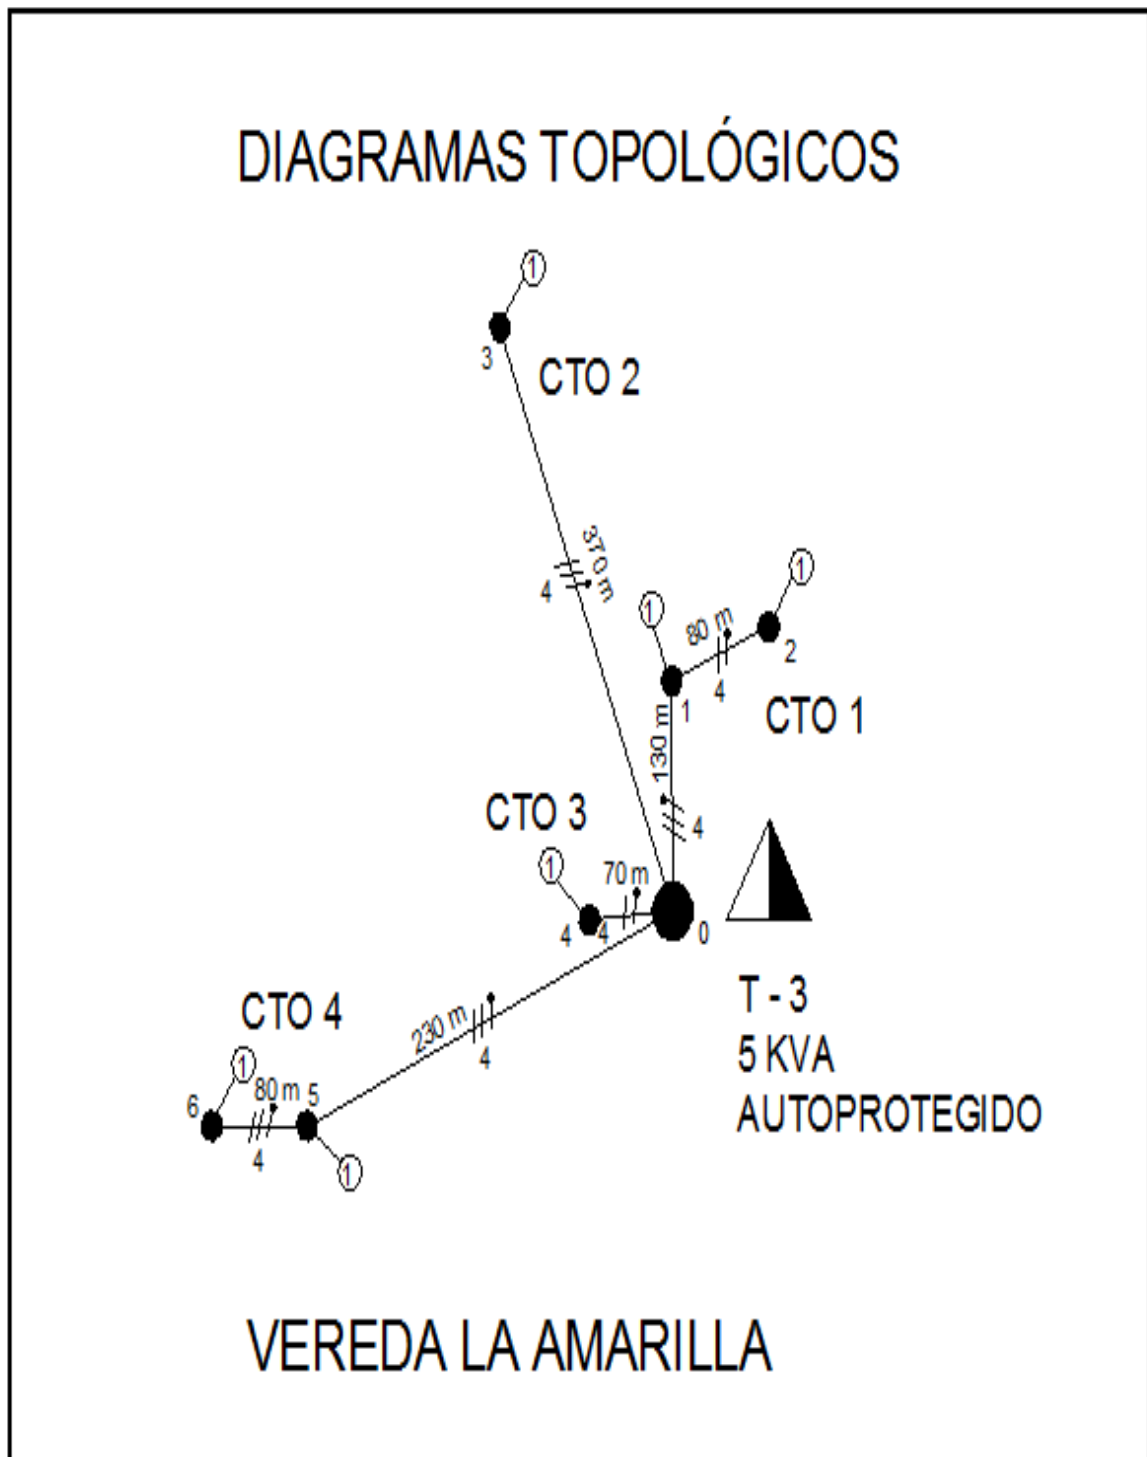 DIAGRAMAS TOPOLÓGICOS
1
3
CTO 2
370 m
4
1
1
80 m
2
4
1
CTO 1
130 m
4
CTO 3
1
70 m
4
4
0
T - 3
5 KVA
AUTOPROTEGIDO
CTO 4
230 m
4
1
80 m
5
6
4
1
VEREDA LA AMARILLA